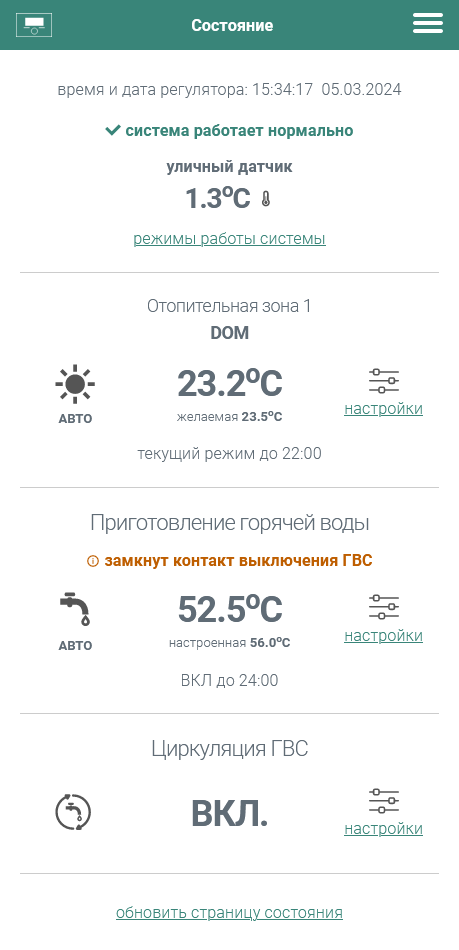 Состояние
время и дата регулятора: 15:34:17 05.03.2024
система работает нормально
уличный датчик
1.3°C
режимы работы системы
Отопительная зона 1
DOM
23.2°C
АВТО
желаемая 23.5°C
настройки
текущий режим до 22:00
Приготовление горячей воды
замкнут контакт выключения ГВС
52.5°C
АВТО
настроенная 56.0°C
настройки
ВКЛ до 24:00
Циркуляция ГВС
ВКЛ.
настройки
обновить страницу состояния